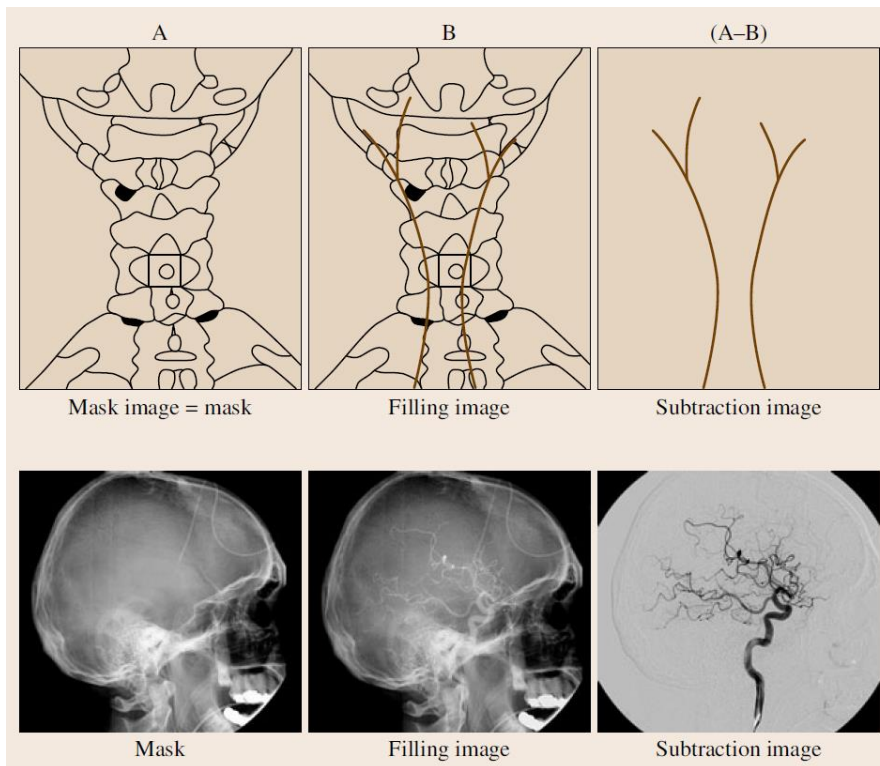 A B (A–B)
Mask image = mask Filling image Subtraction image
Mask Filling image Subtraction image